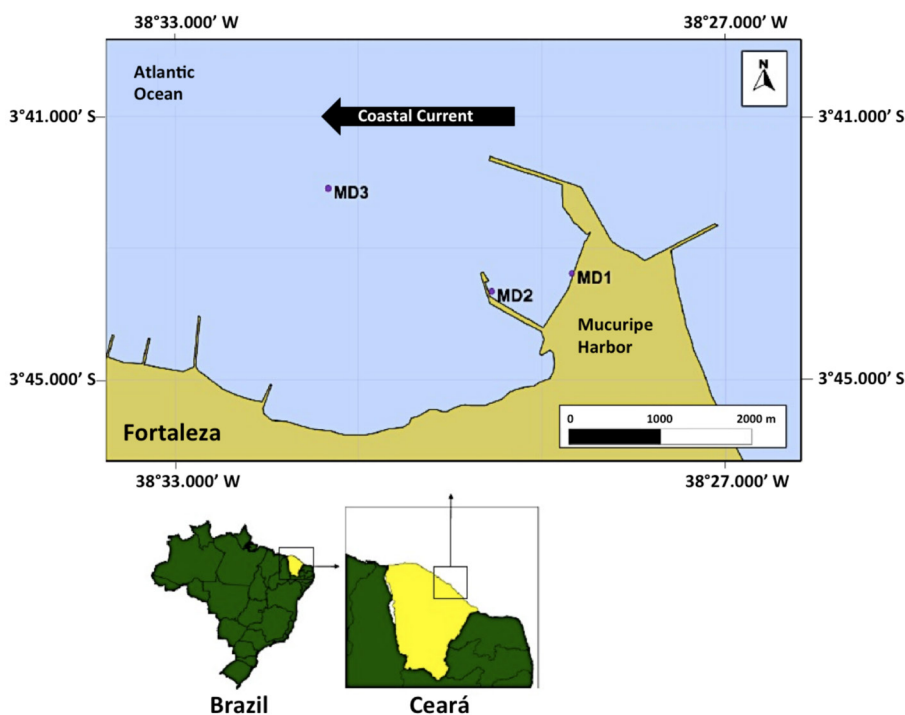 38°33.000' W
38°27.000' W
Atlantic
Ocean
N
3°41.000' S
Coastal Current
3°41.000' S
MD3
MD1
MD2
Mucuripe
Harbor
3°45.000' S
3°45.000' S
0 1000 2000 m
Fortaleza
38°33.000' W
38°27.000' W
Brazil
Ceará